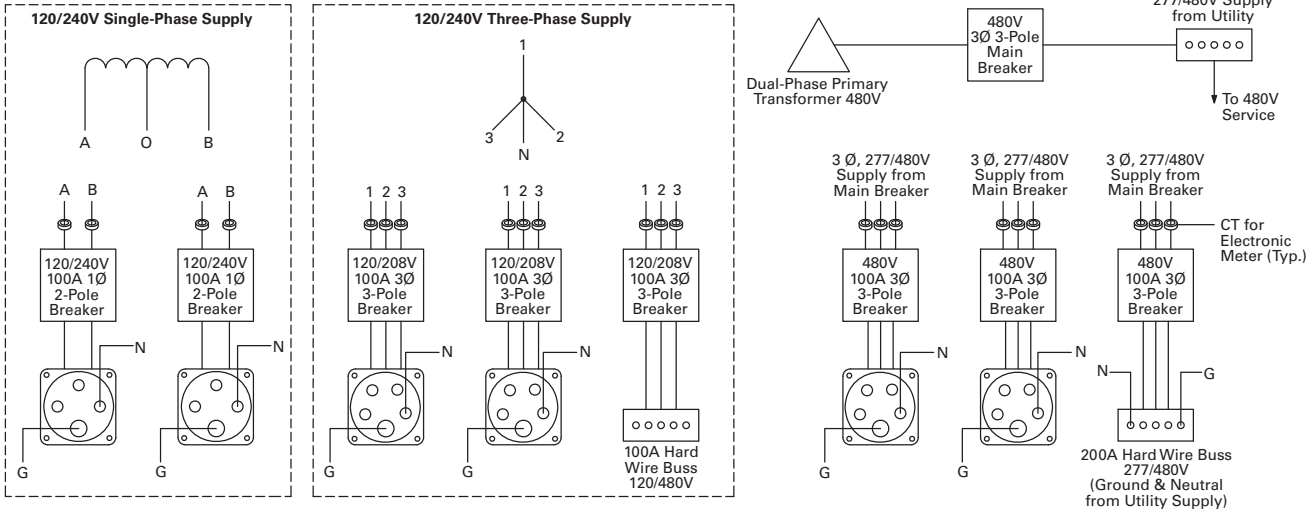 120/240V Single-Phase Supply
A
O
B
A B
A B
120/240V
100A 1Ø
2-Pole
Breaker
120/240V
100A 1Ø
2-Pole
Breaker
N
N
G
G
120/240V Three-Phase Supply
1
3
2
N
1 2 3
1 2 3
1 2 3
120/208V
100A 3Ø
3-Pole
Breaker
120/208V
100A 3Ø
3-Pole
Breaker
120/208V
100A 3Ø
3-Pole
Breaker
N
N
G
G
100A Hard
Wire Buss
120/480V
Dual-Phase Primary
Transformer 480V
480V
3Ø 3-Pole
Main
Breaker
277/480V Supply
from Utility
To 480V
Service
3 Ø, 277/480V
Supply from
Main Breaker
3 Ø, 277/480V
Supply from
Main Breaker
3 Ø, 277/480V
Supply from
Main Breaker
CT for
Electronic
Meter (Typ.)
480V
100A 3Ø
3-Pole
Breaker
480V
100A 3Ø
3-Pole
Breaker
480V
100A 3Ø
3-Pole
Breaker
N
N
N
G
G
G
200A Hard Wire Buss
277/480V
(Ground & Neutral
from Utility Supply)